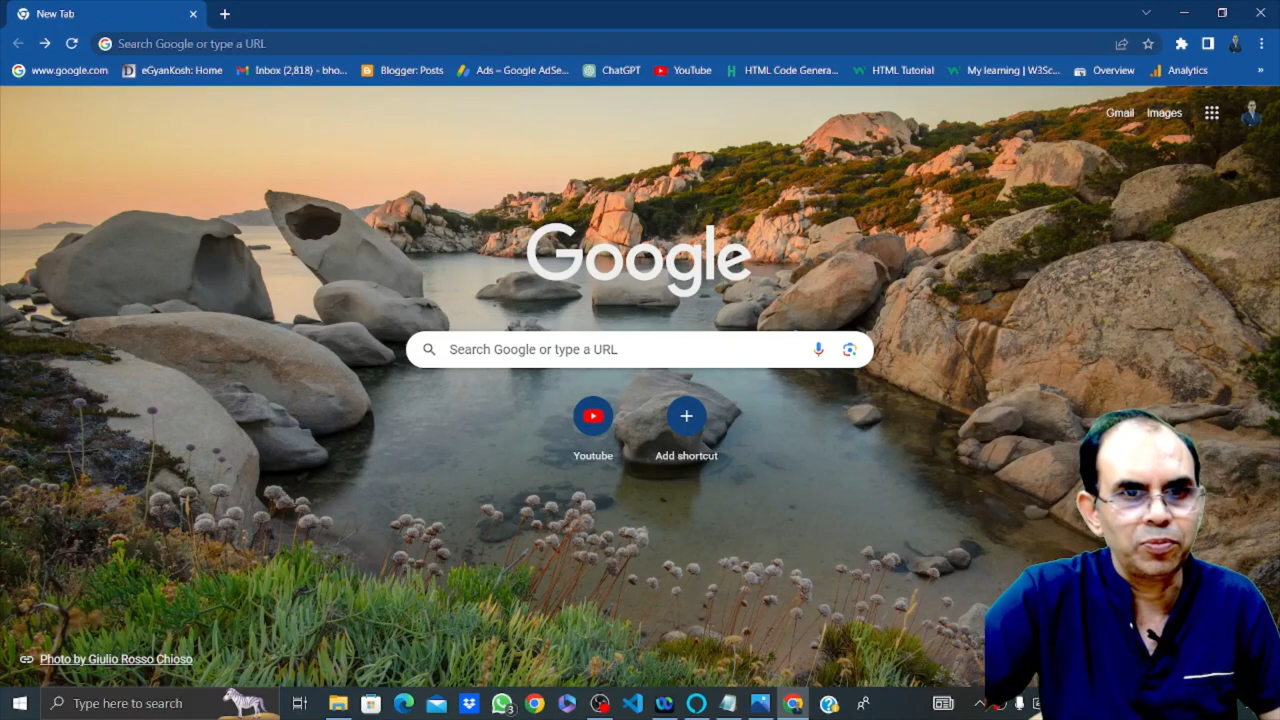 New Tab
Search Google or type a URL
www.google.com eGyanKosh: Home Inbox (2,818) - bho... Blogger: Posts Ads – Google AdSe... ChatGPT YouTube HTML Code Genera... HTML Tutorial My learning | W3Sc... Overview Analytics »
Gmail Images
Google
Search Google or type a URL
Youtube Add shortcut
Photo by Giulio Rosso Chioso
Type here to search 3